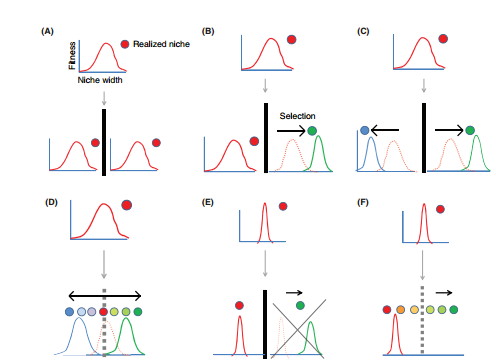 (A)
Fitness
Realized niche
Niche width
(B)
Selection
(C)
(D)
(E)
(F)